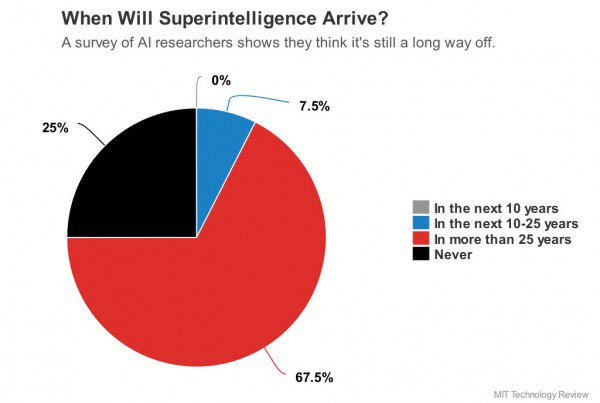 When Will Superintelligence Arrive?
A survey of AI researchers shows they think it's still a long way off.
0%
7.5%
25%
In the next 10 years
In the next 10-25 years
In more than 25 years
Never
67.5%
MIT Technology Review